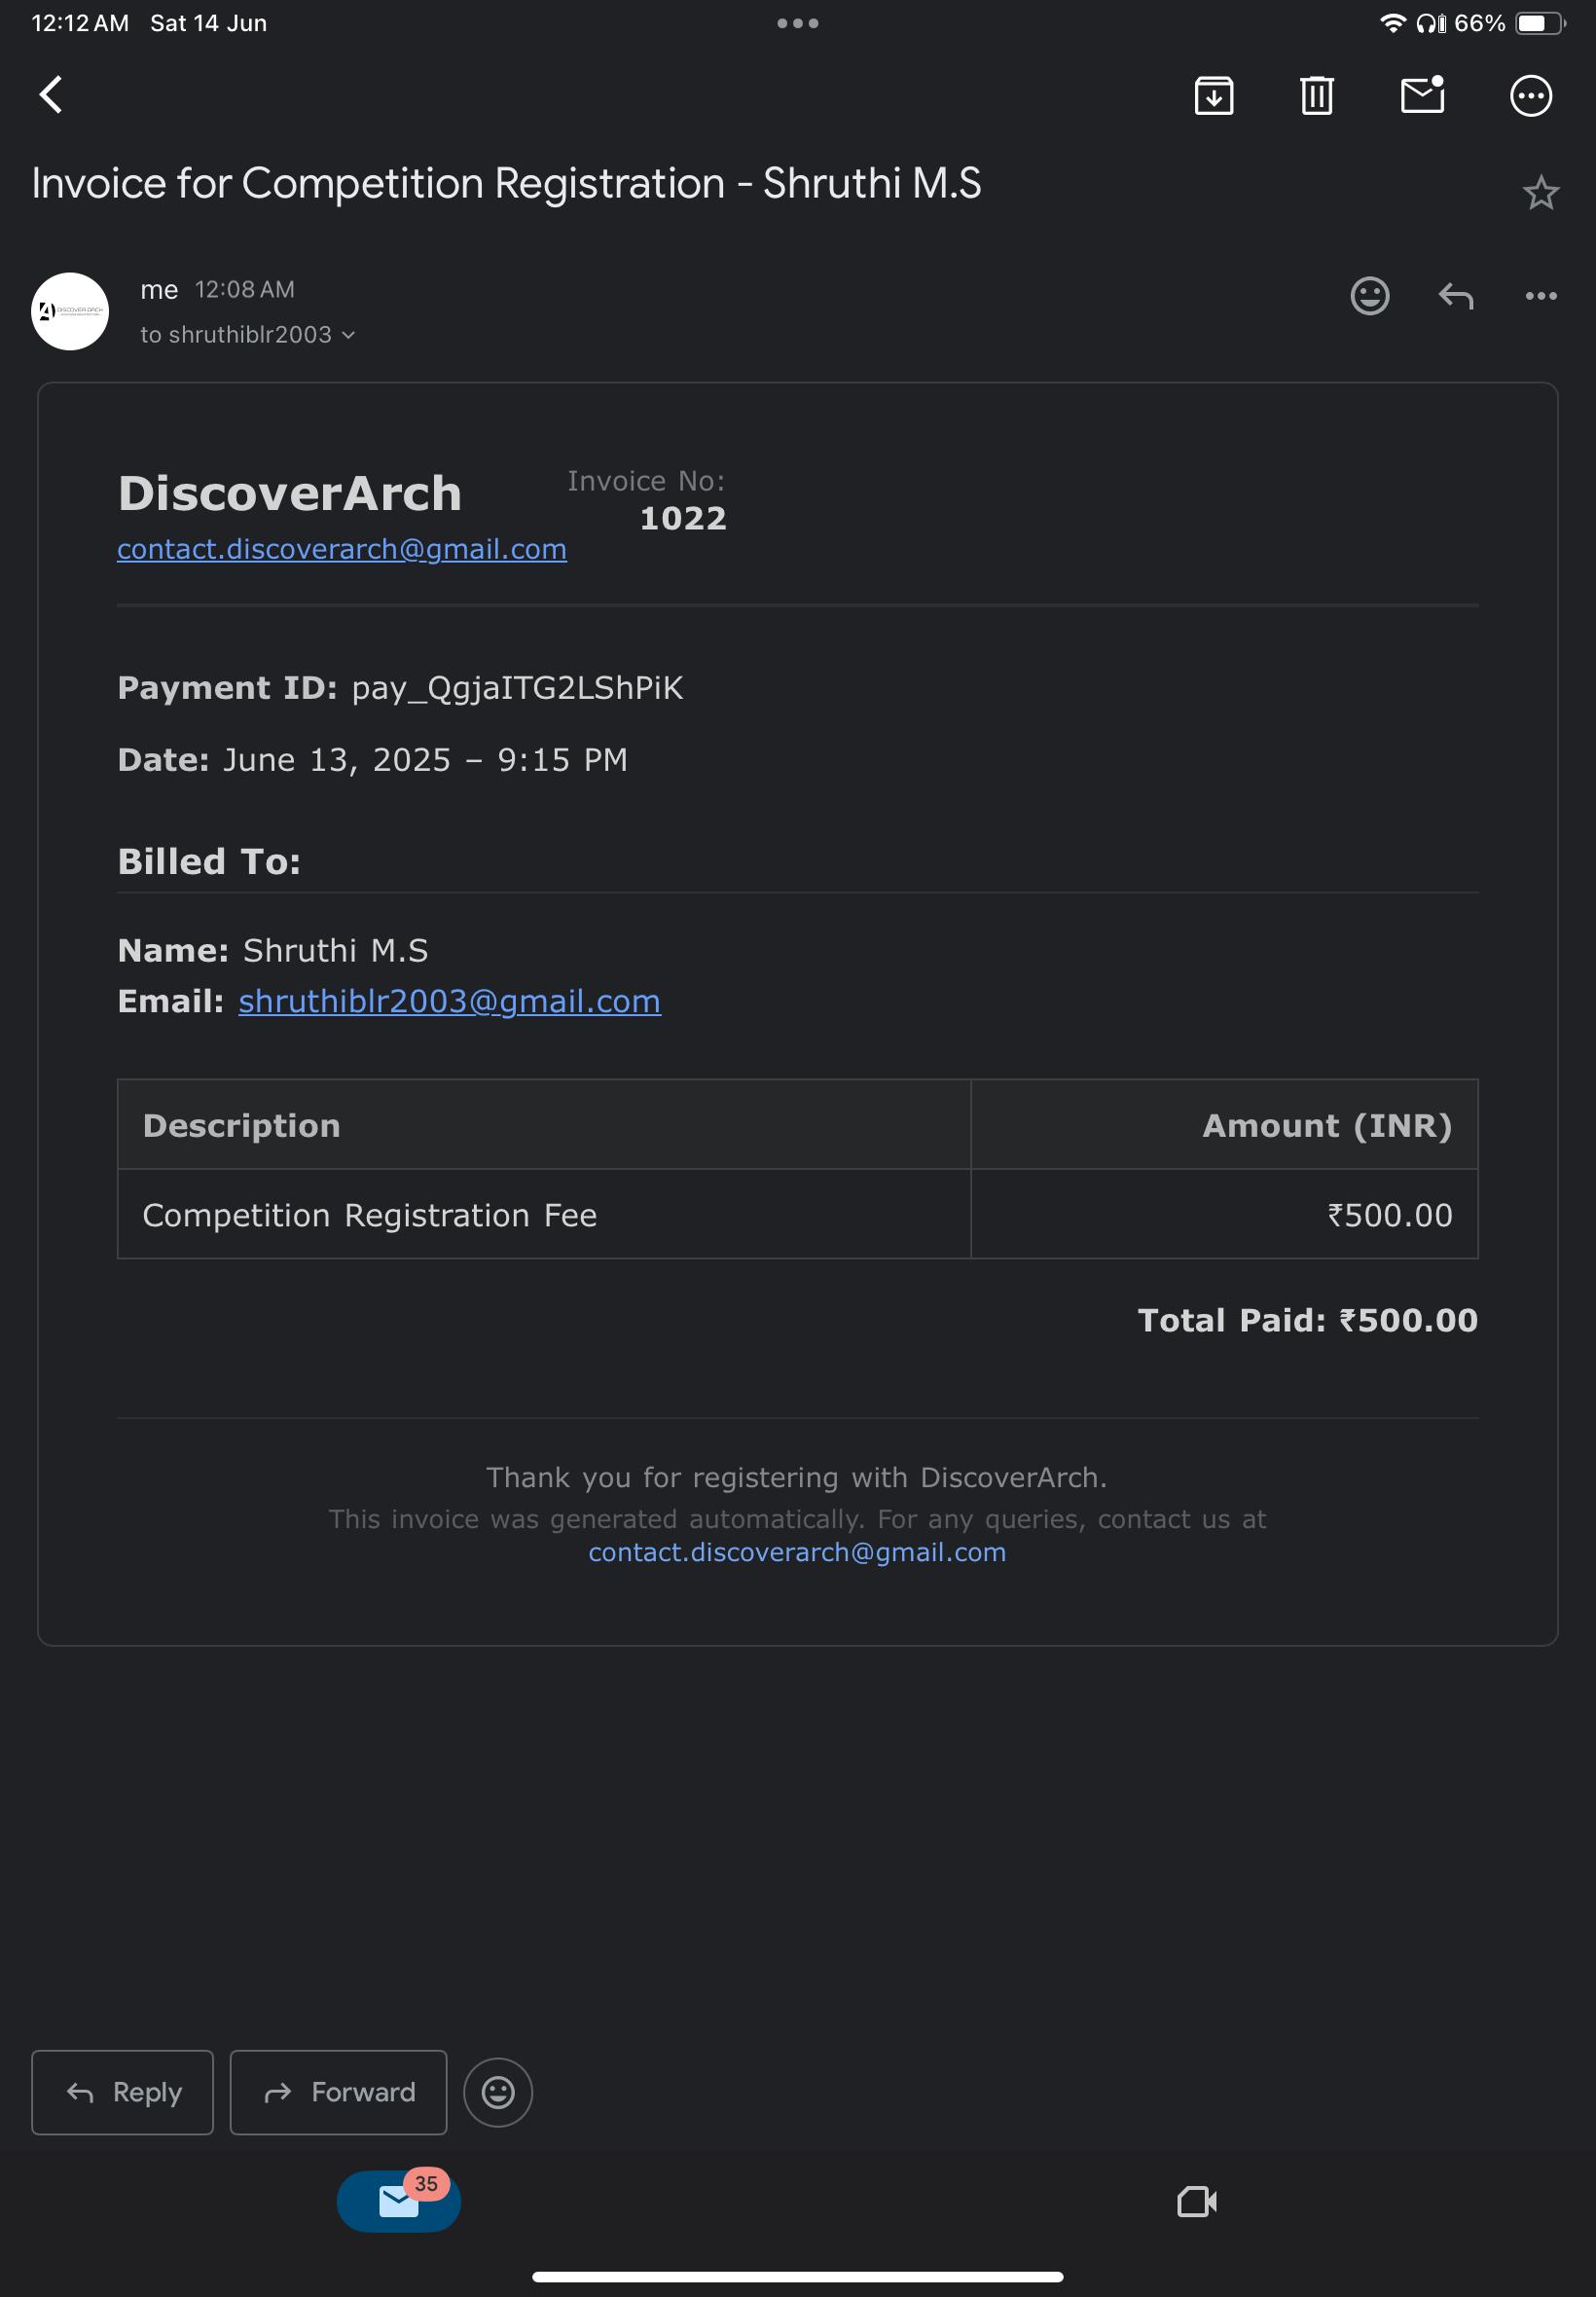 12:12 AM Sat 14 Jun
66%
Invoice for Competition Registration - Shruthi M.S
me 12:08 AM
to shruthiblr2003
DISCOVER ARCH
DiscoverArch
Invoice No:
1022
contact.discoverarch@gmail.com
Payment ID: pay_QgjaITG2LShPiK
Date: June 13, 2025 – 9:15 PM
Billed To:
Name: Shruthi M.S
Email: shruthiblr2003@gmail.com
Description Amount (INR)
Competition Registration Fee ₹500.00
Total Paid: ₹500.00
Thank you for registering with DiscoverArch.
This invoice was generated automatically. For any queries, contact us at
contact.discoverarch@gmail.com
Reply Forward
35